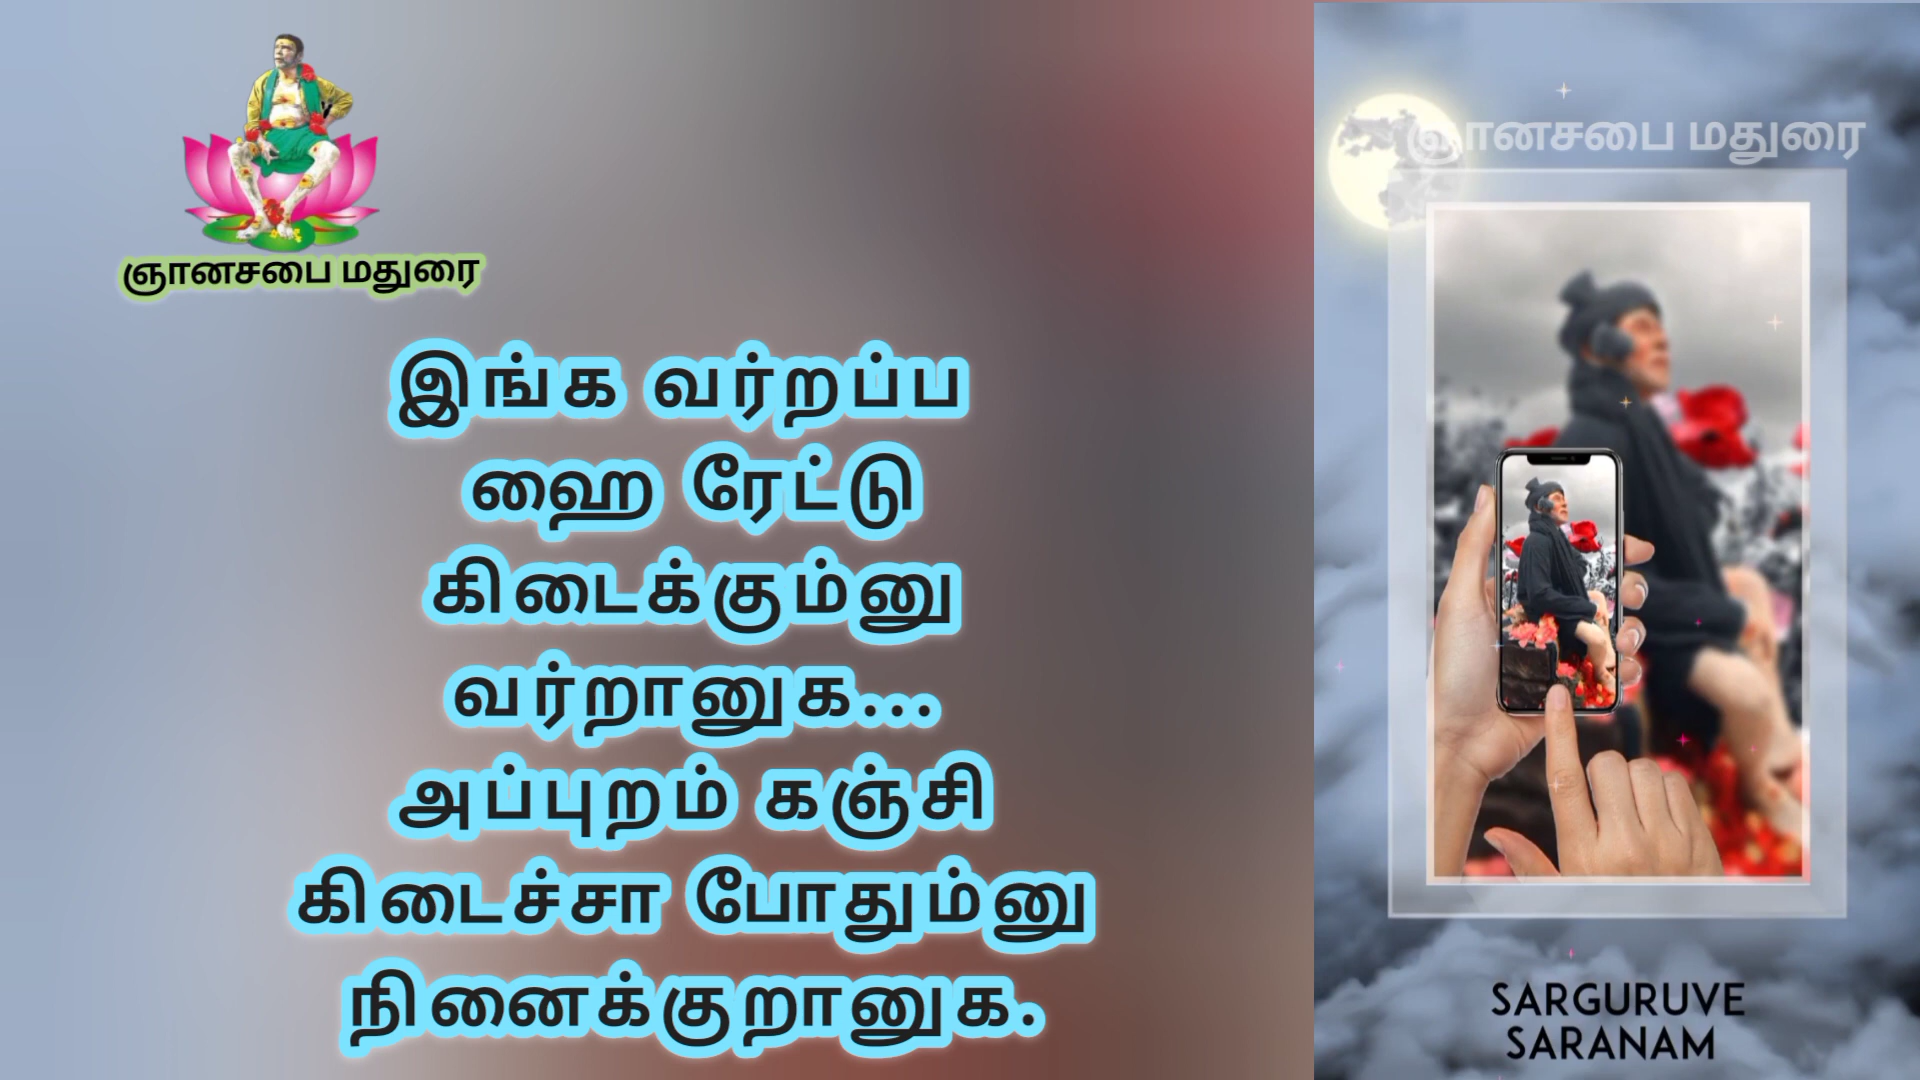 ஞானசபை மதுரை
இங்க வர்றப்ப
ஹை ரேட்டு
கிடைக்கும்னு
வர்றானுக...
அப்புறம் கஞ்சி
கிடைச்சா போதும்னு
நினைக்குறானுக.
ஞானசபை மதுரை
SARGURUVE
SARANAM